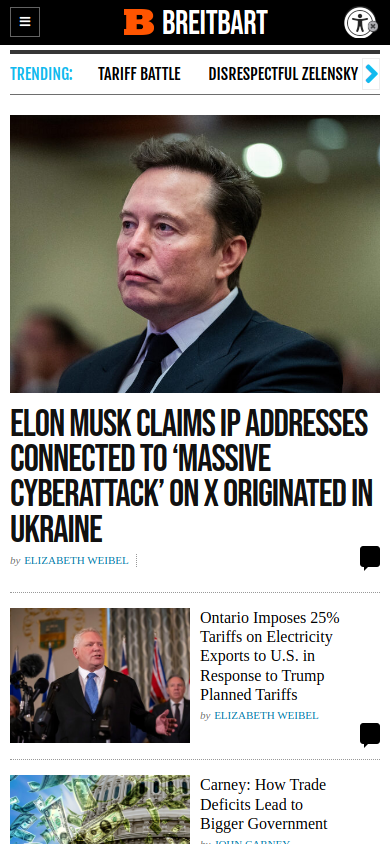 BREITBART
TRENDING: TARIFF BATTLE DISRESPECTFUL ZELENSKY
ELON MUSK CLAIMS IP ADDRESSES
CONNECTED TO ‘MASSIVE
CYBERATTACK’ ON X ORIGINATED IN
UKRAINE
by ELIZABETH WEIBEL
Ontario Imposes 25%
Tariffs on Electricity
Exports to U.S. in
Response to Trump
Planned Tariffs
by ELIZABETH WEIBEL
Carney: How Trade
Deficits Lead to
Bigger Government
by JOHN CARNEY